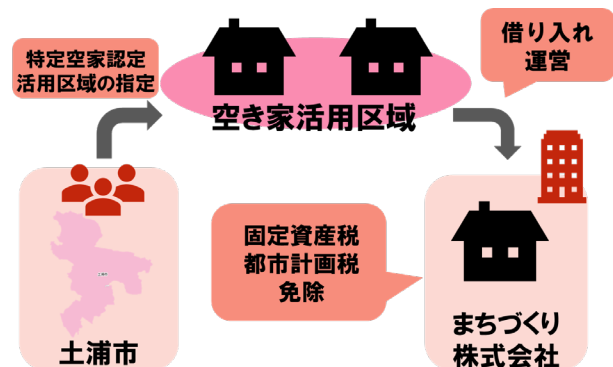 特定空家認定
活用区域の指定
借り入れ
運営
空き家活用区域
固定資産税
都市計画税
免除
土浦市
まちづくり
株式会社